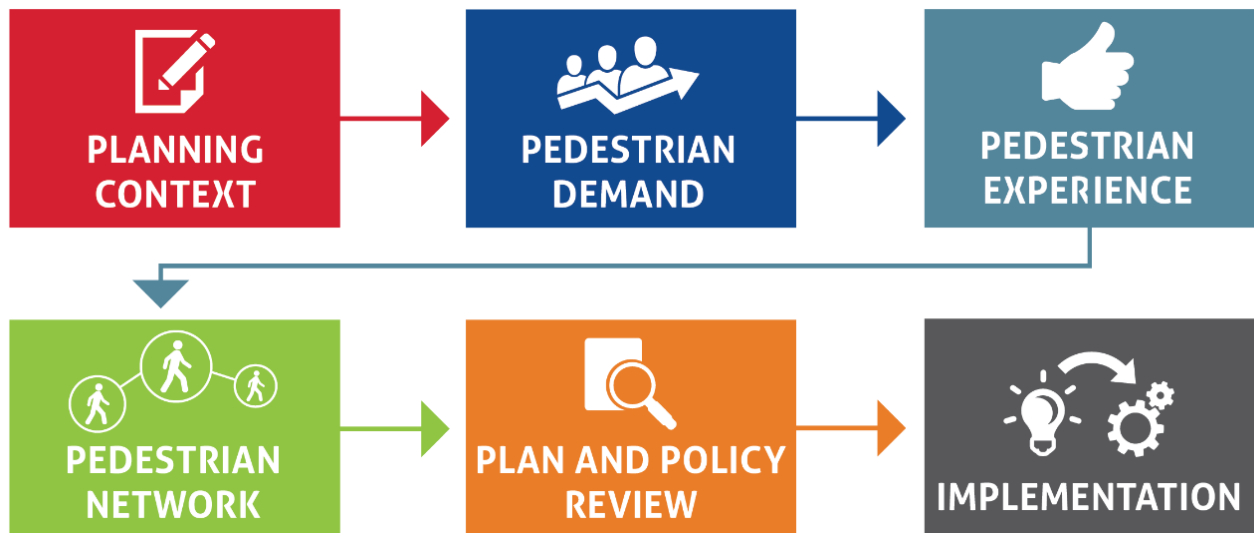 PLANNING
CONTEXT
PEDESTRIAN
DEMAND
PEDESTRIAN
EXPERIENCE
PEDESTRIAN
NETWORK
PLAN AND POLICY
REVIEW
IMPLEMENTATION